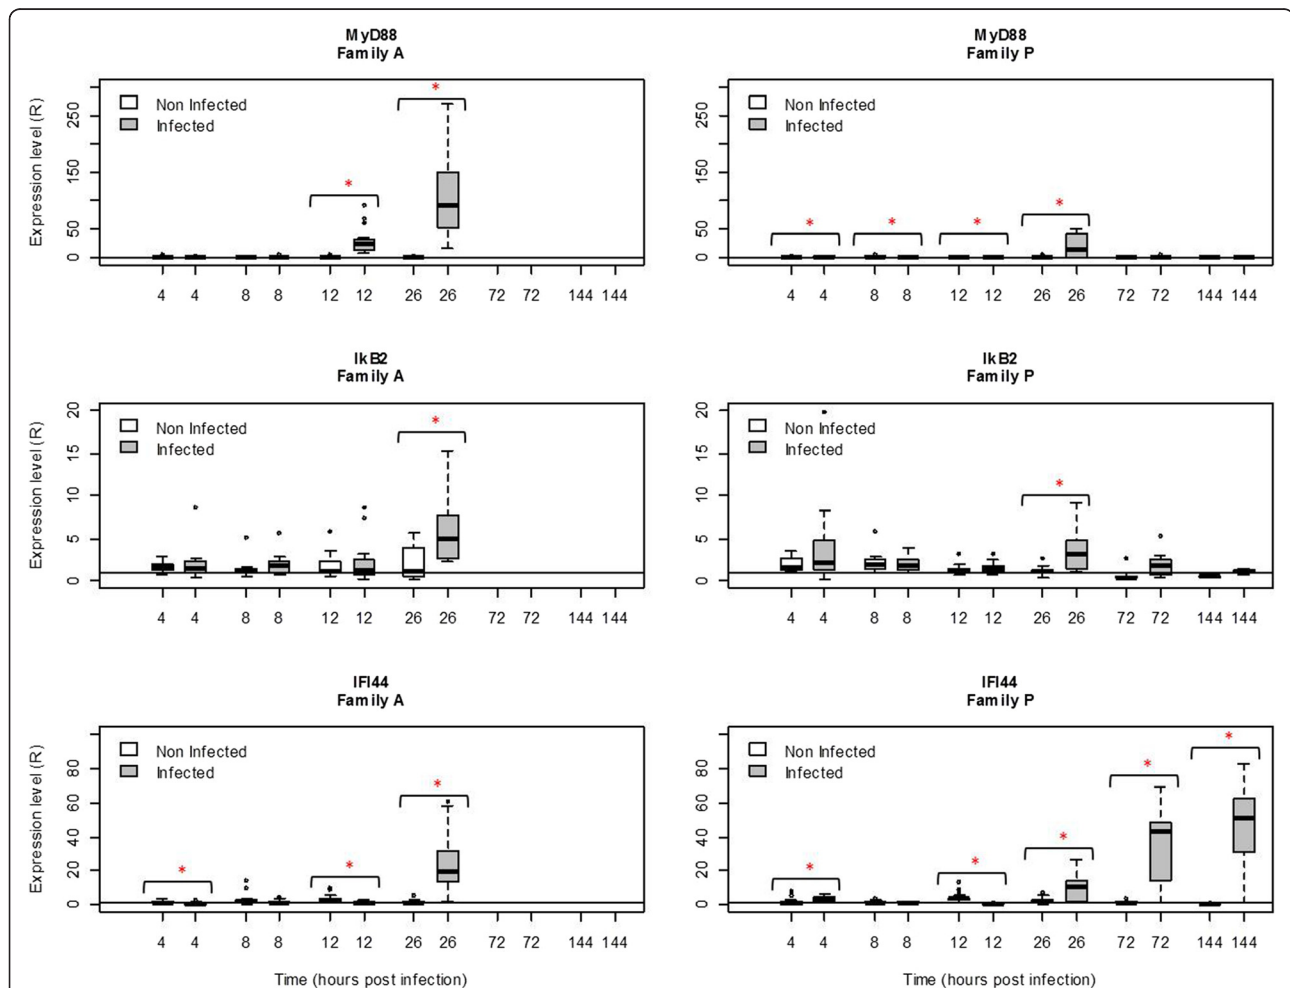 MyD88
Family A
MyD88
Family P
Expression level (R)
250
150
50
0
Non Infected
Infected
*
*
4 4 8 8 12 12 26 26 72 72 144 144
250
150
50
0
Non Infected
Infected
*
*
*
*
4 4 8 8 12 12 26 26 72 72 144 144
IkB2
Family A
IkB2
Family P
Expression level (R)
20
15
10
5
0
Non Infected
Infected
*
4 4 8 8 12 12 26 26 72 72 144 144
20
15
10
5
0
Non Infected
Infected
*
4 4 8 8 12 12 26 26 72 72 144 144
IFI44
Family A
IFI44
Family P
Expression level (R)
80
60
40
20
0
Non Infected
Infected
*
*
*
4 4 8 8 12 12 26 26 72 72 144 144
Time (hours post infection)
80
60
40
20
0
Non Infected
Infected
*
*
*
*
*
4 4 8 8 12 12 26 26 72 72 144 144
Time (hours post infection)